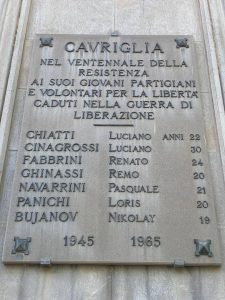 CAVRIGLIA
NEL VENTENNALE DELLA
RESISTENZA
AI SUOI GIOVANI PARTIGIANI
E VOLONTARI PER LA LIBERTA'
CADUTI NELLA GUERRA DI
LIBERAZIONE
CHIATTI LUCIANO ANNI 22
CINAGROSSI LUCIANO 30
FABBRINI RENATO 24
GHINASSI REMO 20
NAVARRINI PASQUALE 21
PANICHI LORIS 20
BUJANOV NIKOLAY 19
1945 1965